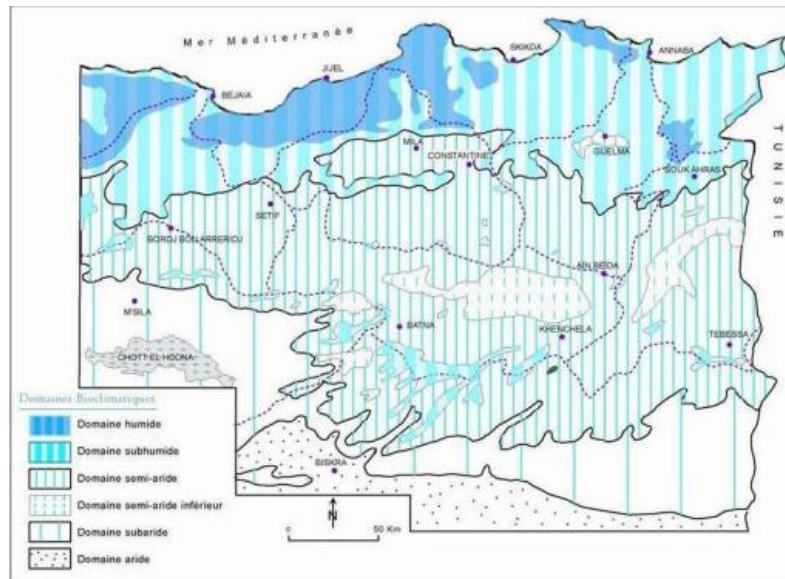 Mer Méditerranée
SKIKDA
ANNABA
JIJEL
BEJAIA
TUNISIE
MILA
CONSTANTINE
GUELMA
SOUK AHRAS
SETIF
BORDJ BOU ARRERIDJ
AIN BEIDA
M'SILA
BATNA
KHENCHELA
TEBESSA
CHOTT EL HODNA
Domaines Bioclimatiques
Domaine humide
Domaine subhumide
Domaine semi-aride
Domaine semi-aride inférieur
Domaine subaride
Domaine aride
BISKRA
N
50 Km